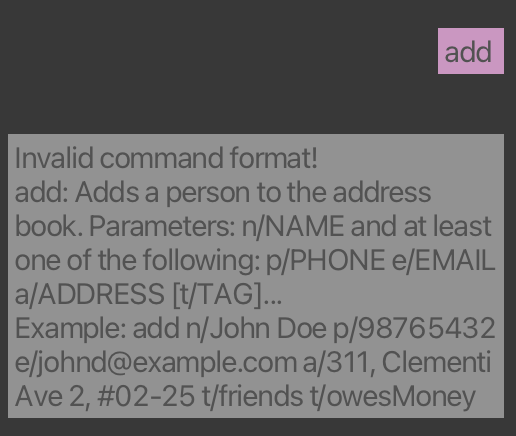 add
Invalid command format!
add: Adds a person to the address
book. Parameters: n/NAME and at least
one of the following: p/PHONE e/EMAIL
a/ADDRESS [t/TAG]...
Example: add n/John Doe p/98765432
e/johnd@example.com a/311, Clementi
Ave 2, #02-25 t/friends t/owesMoney